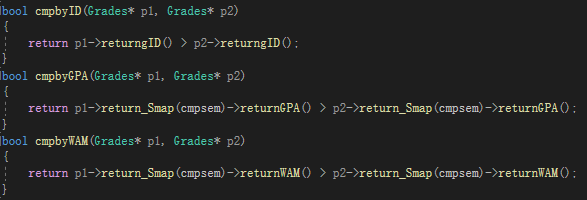 bool cmpbyID(Grades* p1, Grades* p2)
{
return p1->returngID() > p2->returngID();
}
bool cmpbyGPA(Grades* p1, Grades* p2)
{
return p1->return_Smap(cmpsem)->returnGPA() > p2->return_Smap(cmpsem)->returnGPA();
}
bool cmpbyWAM(Grades* p1, Grades* p2)
{
return p1->return_Smap(cmpsem)->returnWAM() > p2->return_Smap(cmpsem)->returnWAM();
}